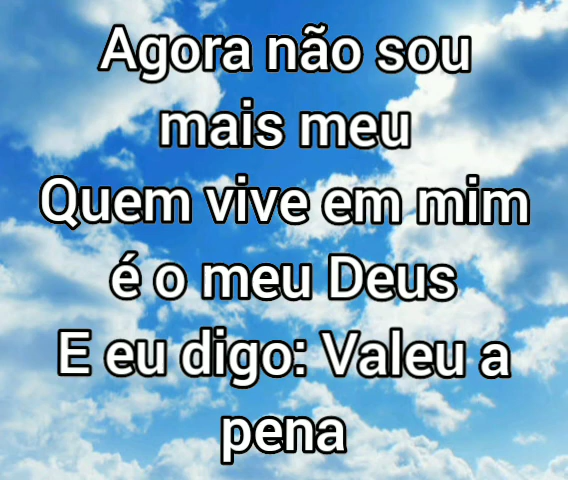 Agora não sou
mais meu
Quem vive em mim
é o meu Deus
E eu digo: Valeu a
pena